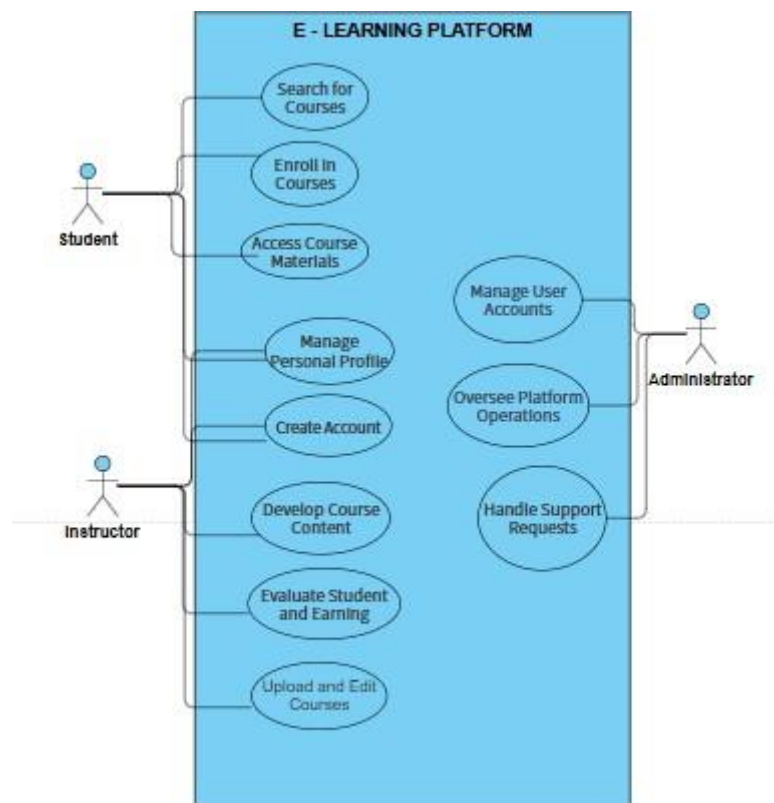 E - LEARNING PLATFORM
Search for
Courses
Enroll in
Courses
Student
Access Course
Materials
Manage User
Accounts
Manage
Personal Profile
Administrator
Oversee Platform
Operations
Create Account
Instructor
Develop Course
Content
Handle Support
Requests
Evaluate Student
and Earning
Upload and Edit
Courses